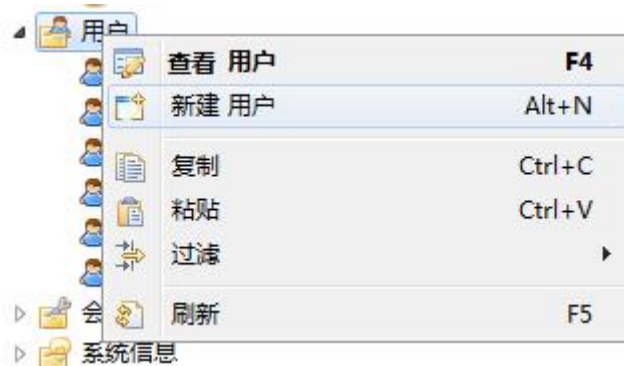 用户
查看 用户 F4
新建 用户 Alt+N
复制 Ctrl+C
粘贴 Ctrl+V
过滤
会
刷新 F5
系统信息